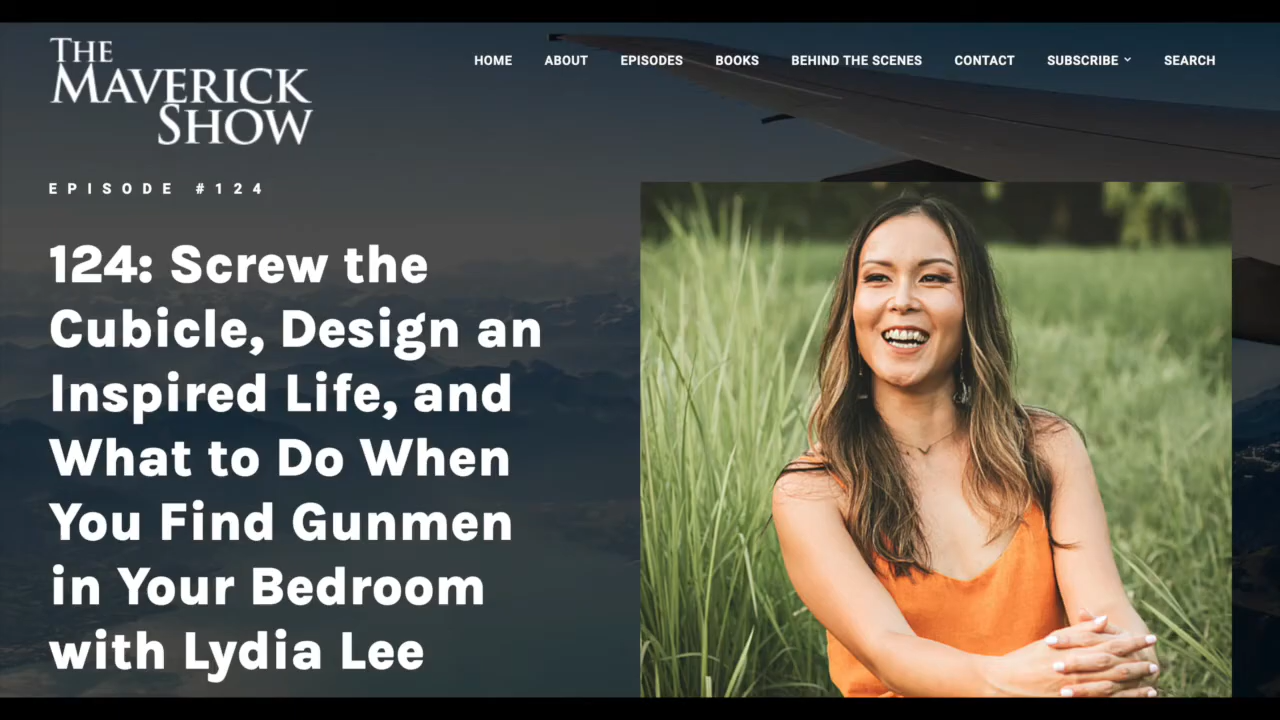 THE
MAVERICK
SHOW
HOME ABOUT EPISODES BOOKS BEHIND THE SCENES CONTACT SUBSCRIBE SEARCH
EPISODE #124
124: Screw the
Cubicle, Design an
Inspired Life, and
What to Do When
You Find Gunmen
in Your Bedroom
with Lydia Lee